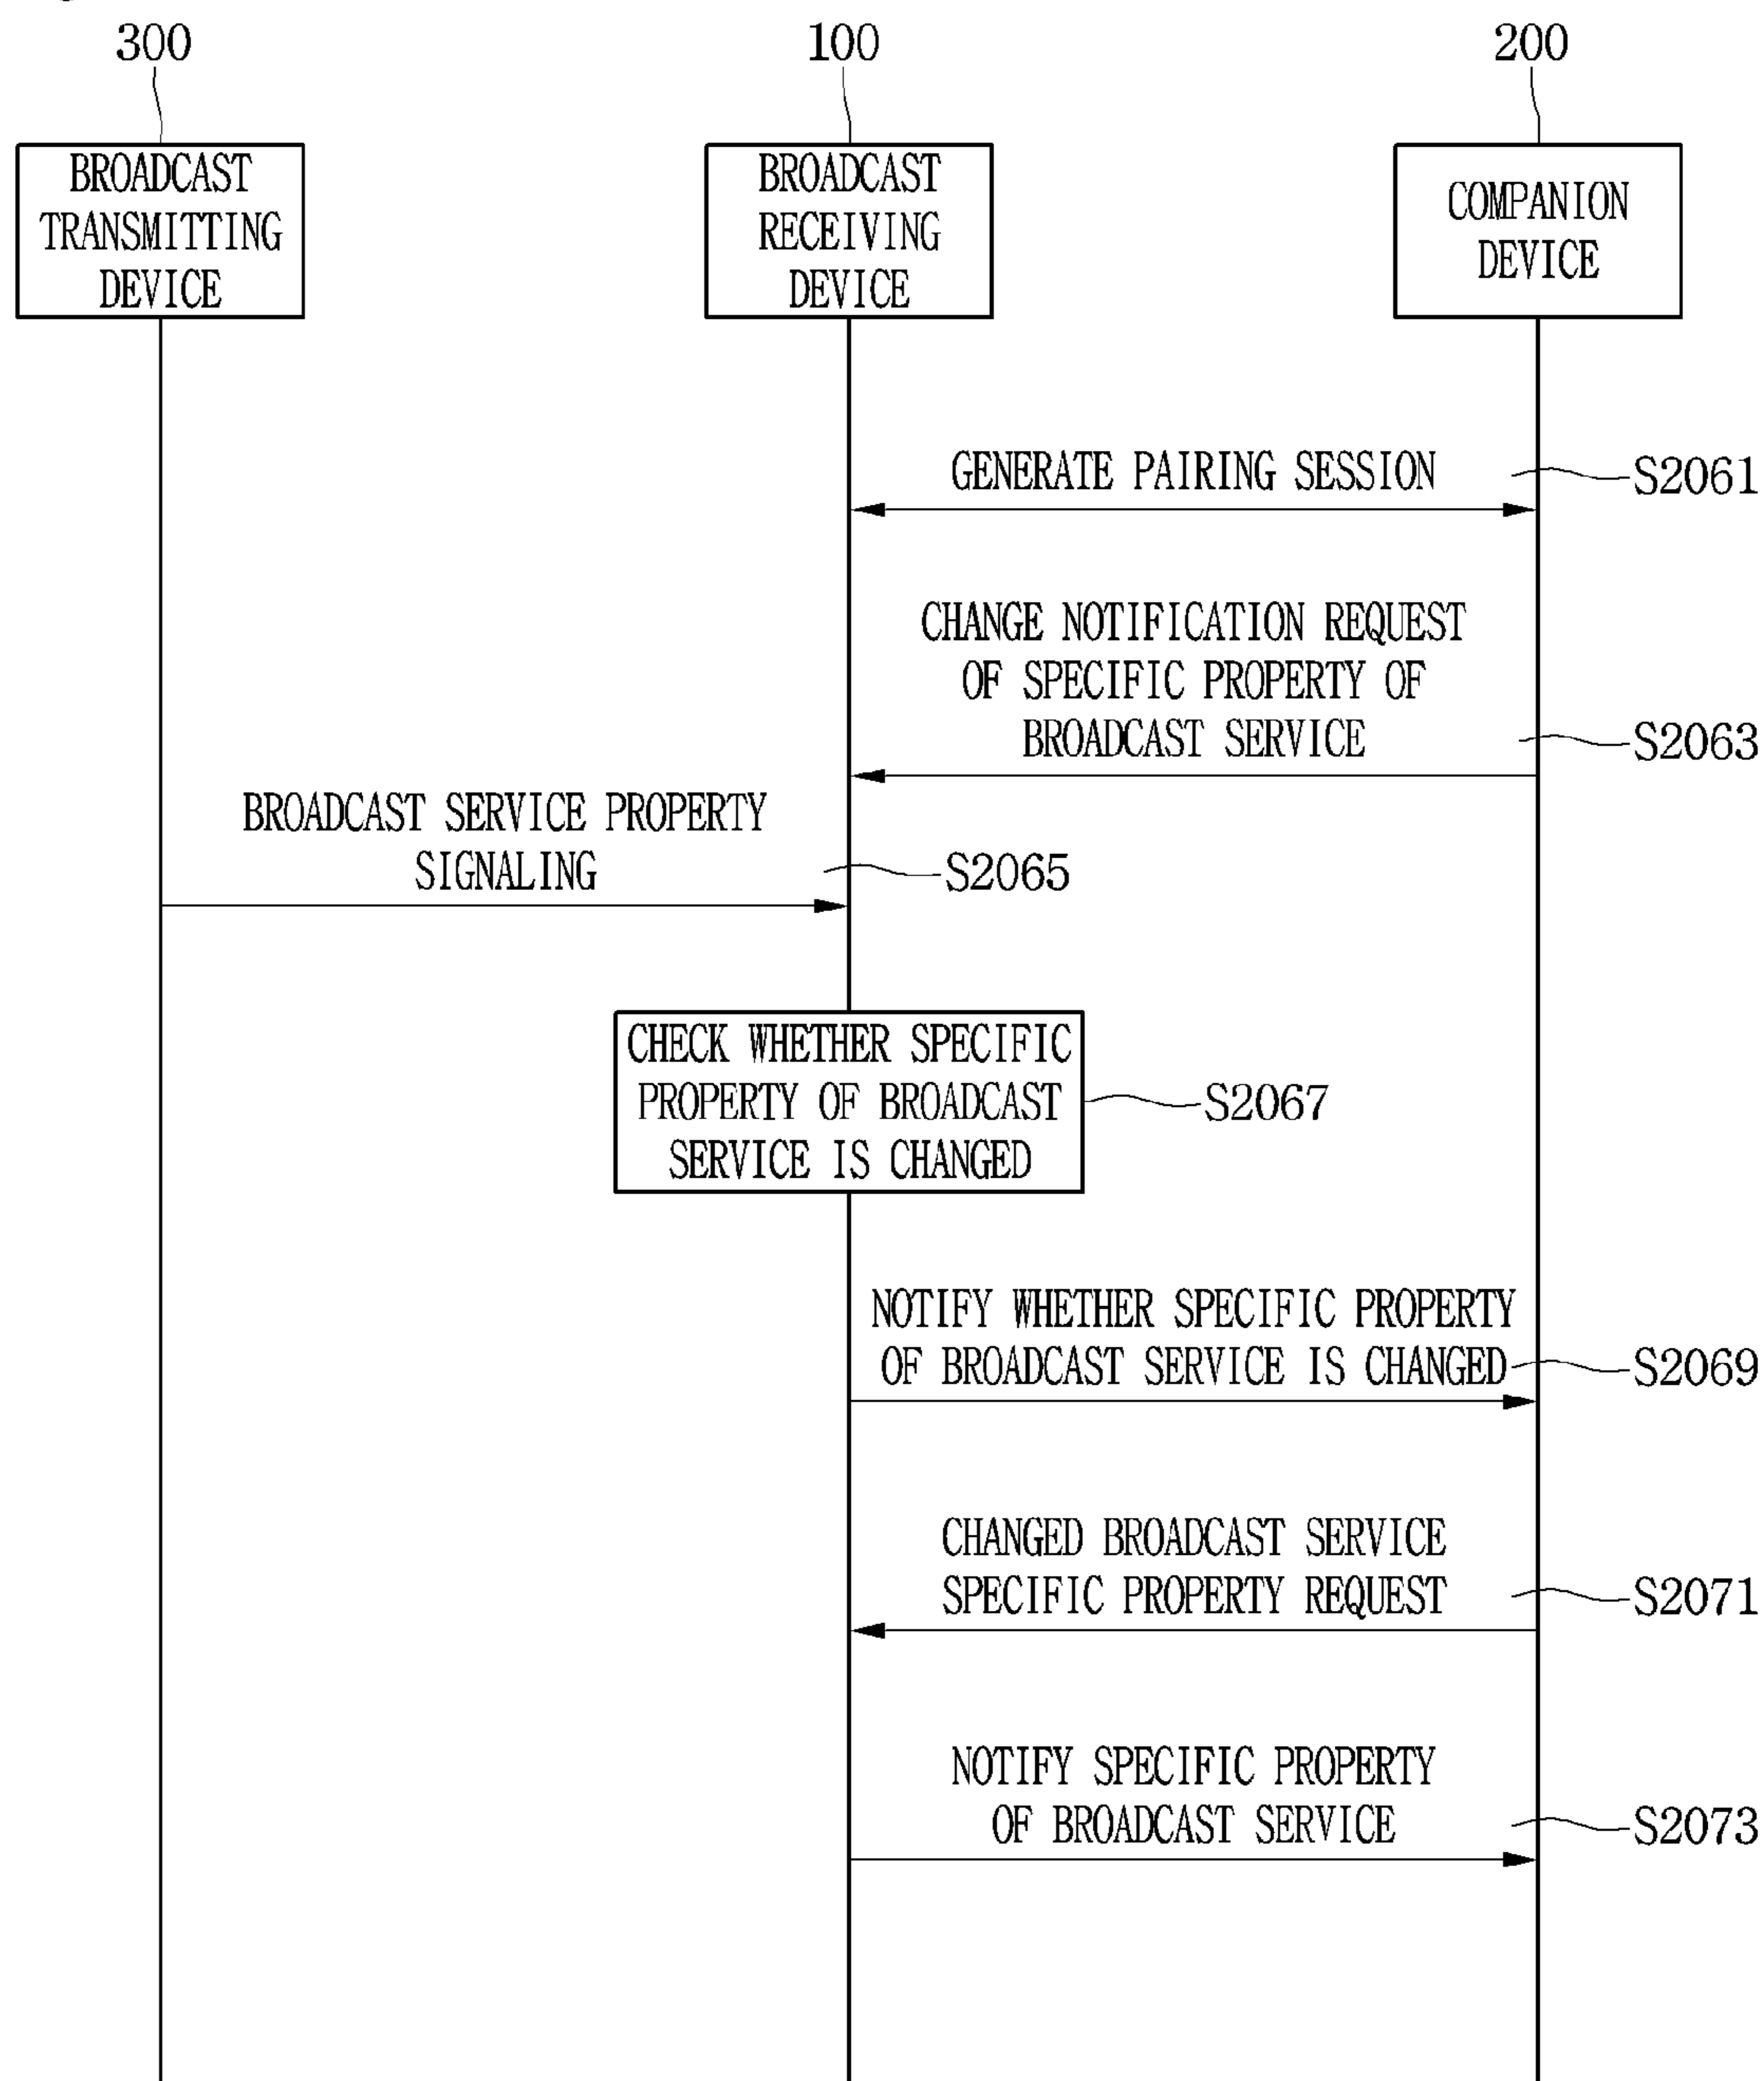 300
100
200
BROADCAST
TRANSMITTING
DEVICE
BROADCAST
RECEIVING
DEVICE
COMPANION
DEVICE
GENERATE PAIRING SESSION
S2061
CHANGE NOTIFICATION REQUEST
OF SPECIFIC PROPERTY OF
BROADCAST SERVICE
S2063
BROADCAST SERVICE PROPERTY
SIGNALING
S2065
CHECK WHETHER SPECIFIC
PROPERTY OF BROADCAST
SERVICE IS CHANGED
S2067
NOTIFY WHETHER SPECIFIC PROPERTY
OF BROADCAST SERVICE IS CHANGED
S2069
CHANGED BROADCAST SERVICE
SPECIFIC PROPERTY REQUEST
S2071
NOTIFY SPECIFIC PROPERTY
OF BROADCAST SERVICE
S2073